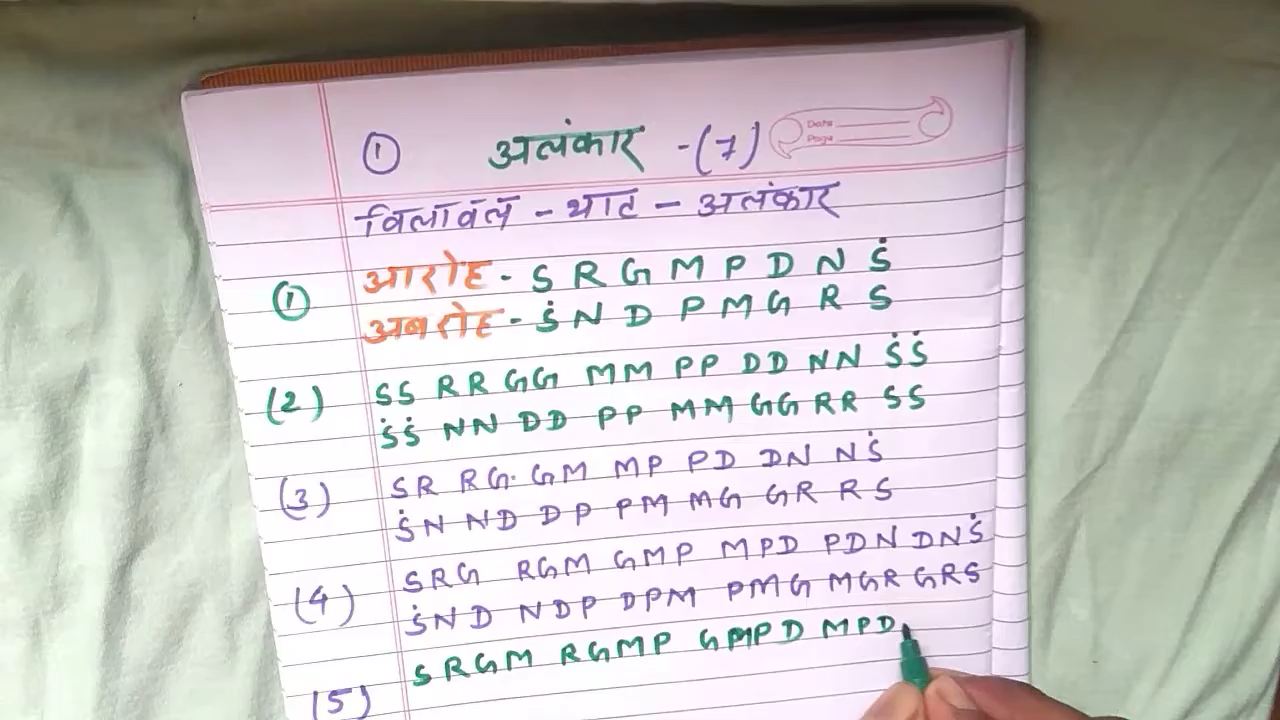 ① अलंकार -(7)
Date
Page
विलावल - थाट - अलंकार
① आरोह - S R G M P D N Ṡ
अबरोह - Ṡ N D P M G R S
(2) SS RR GG MM PP DD NN ṠṠ
ṠṠ NN DD PP MM GG RR SS
(3) SR RG. GM MP PD DN NṠ
ṠN ND DP PM MG GR RS
(4) SRG RGM GMP MPD PDN DNṠ
ṠND NDP DPM PMG MGR GRS
(5) SRGM RGMP GMPD MPD